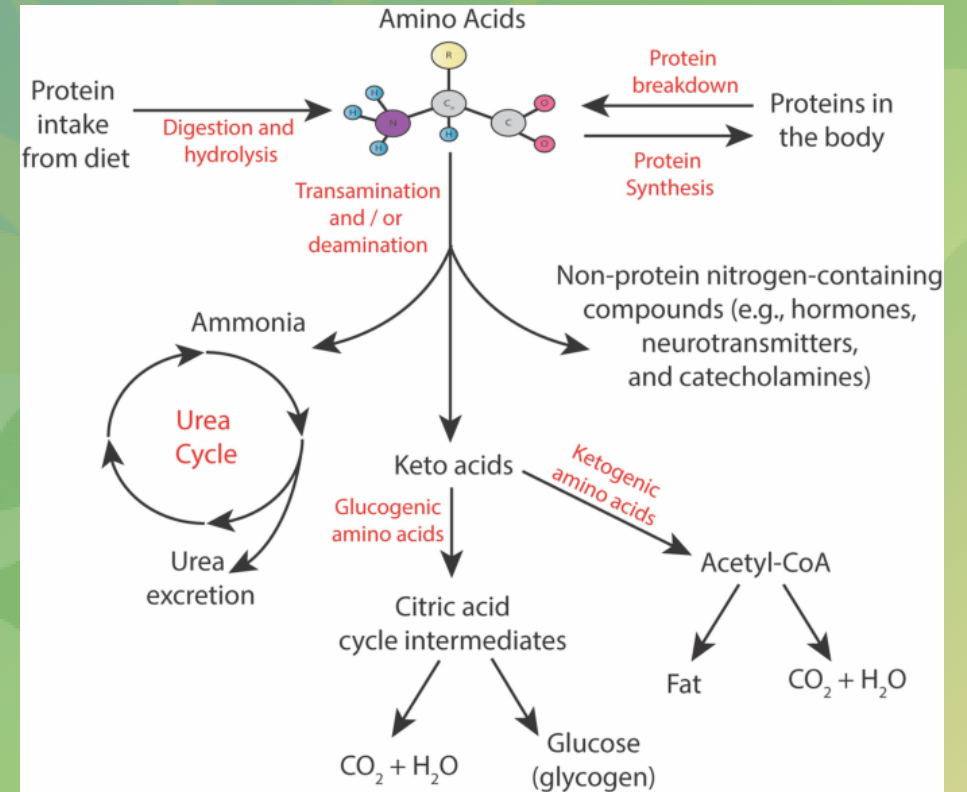 Amino Acids
R
H
H
N
H
Cα
H
C
O
O
Protein
intake
from diet
Digestion and
hydrolysis
Protein
breakdown
Proteins in
the body
Protein
Synthesis
Transamination
and / or
deamination
Non-protein nitrogen-containing
compounds (e.g., hormones,
neurotransmitters,
and catecholamines)
Ammonia
Urea
Cycle
Urea
excretion
Keto acids
Glucogenic
amino acids
Ketogenic
amino acids
Citric acid
cycle intermediates
Acetyl-CoA
Fat
CO₂ + H₂O
CO₂ + H₂O
Glucose
(glycogen)